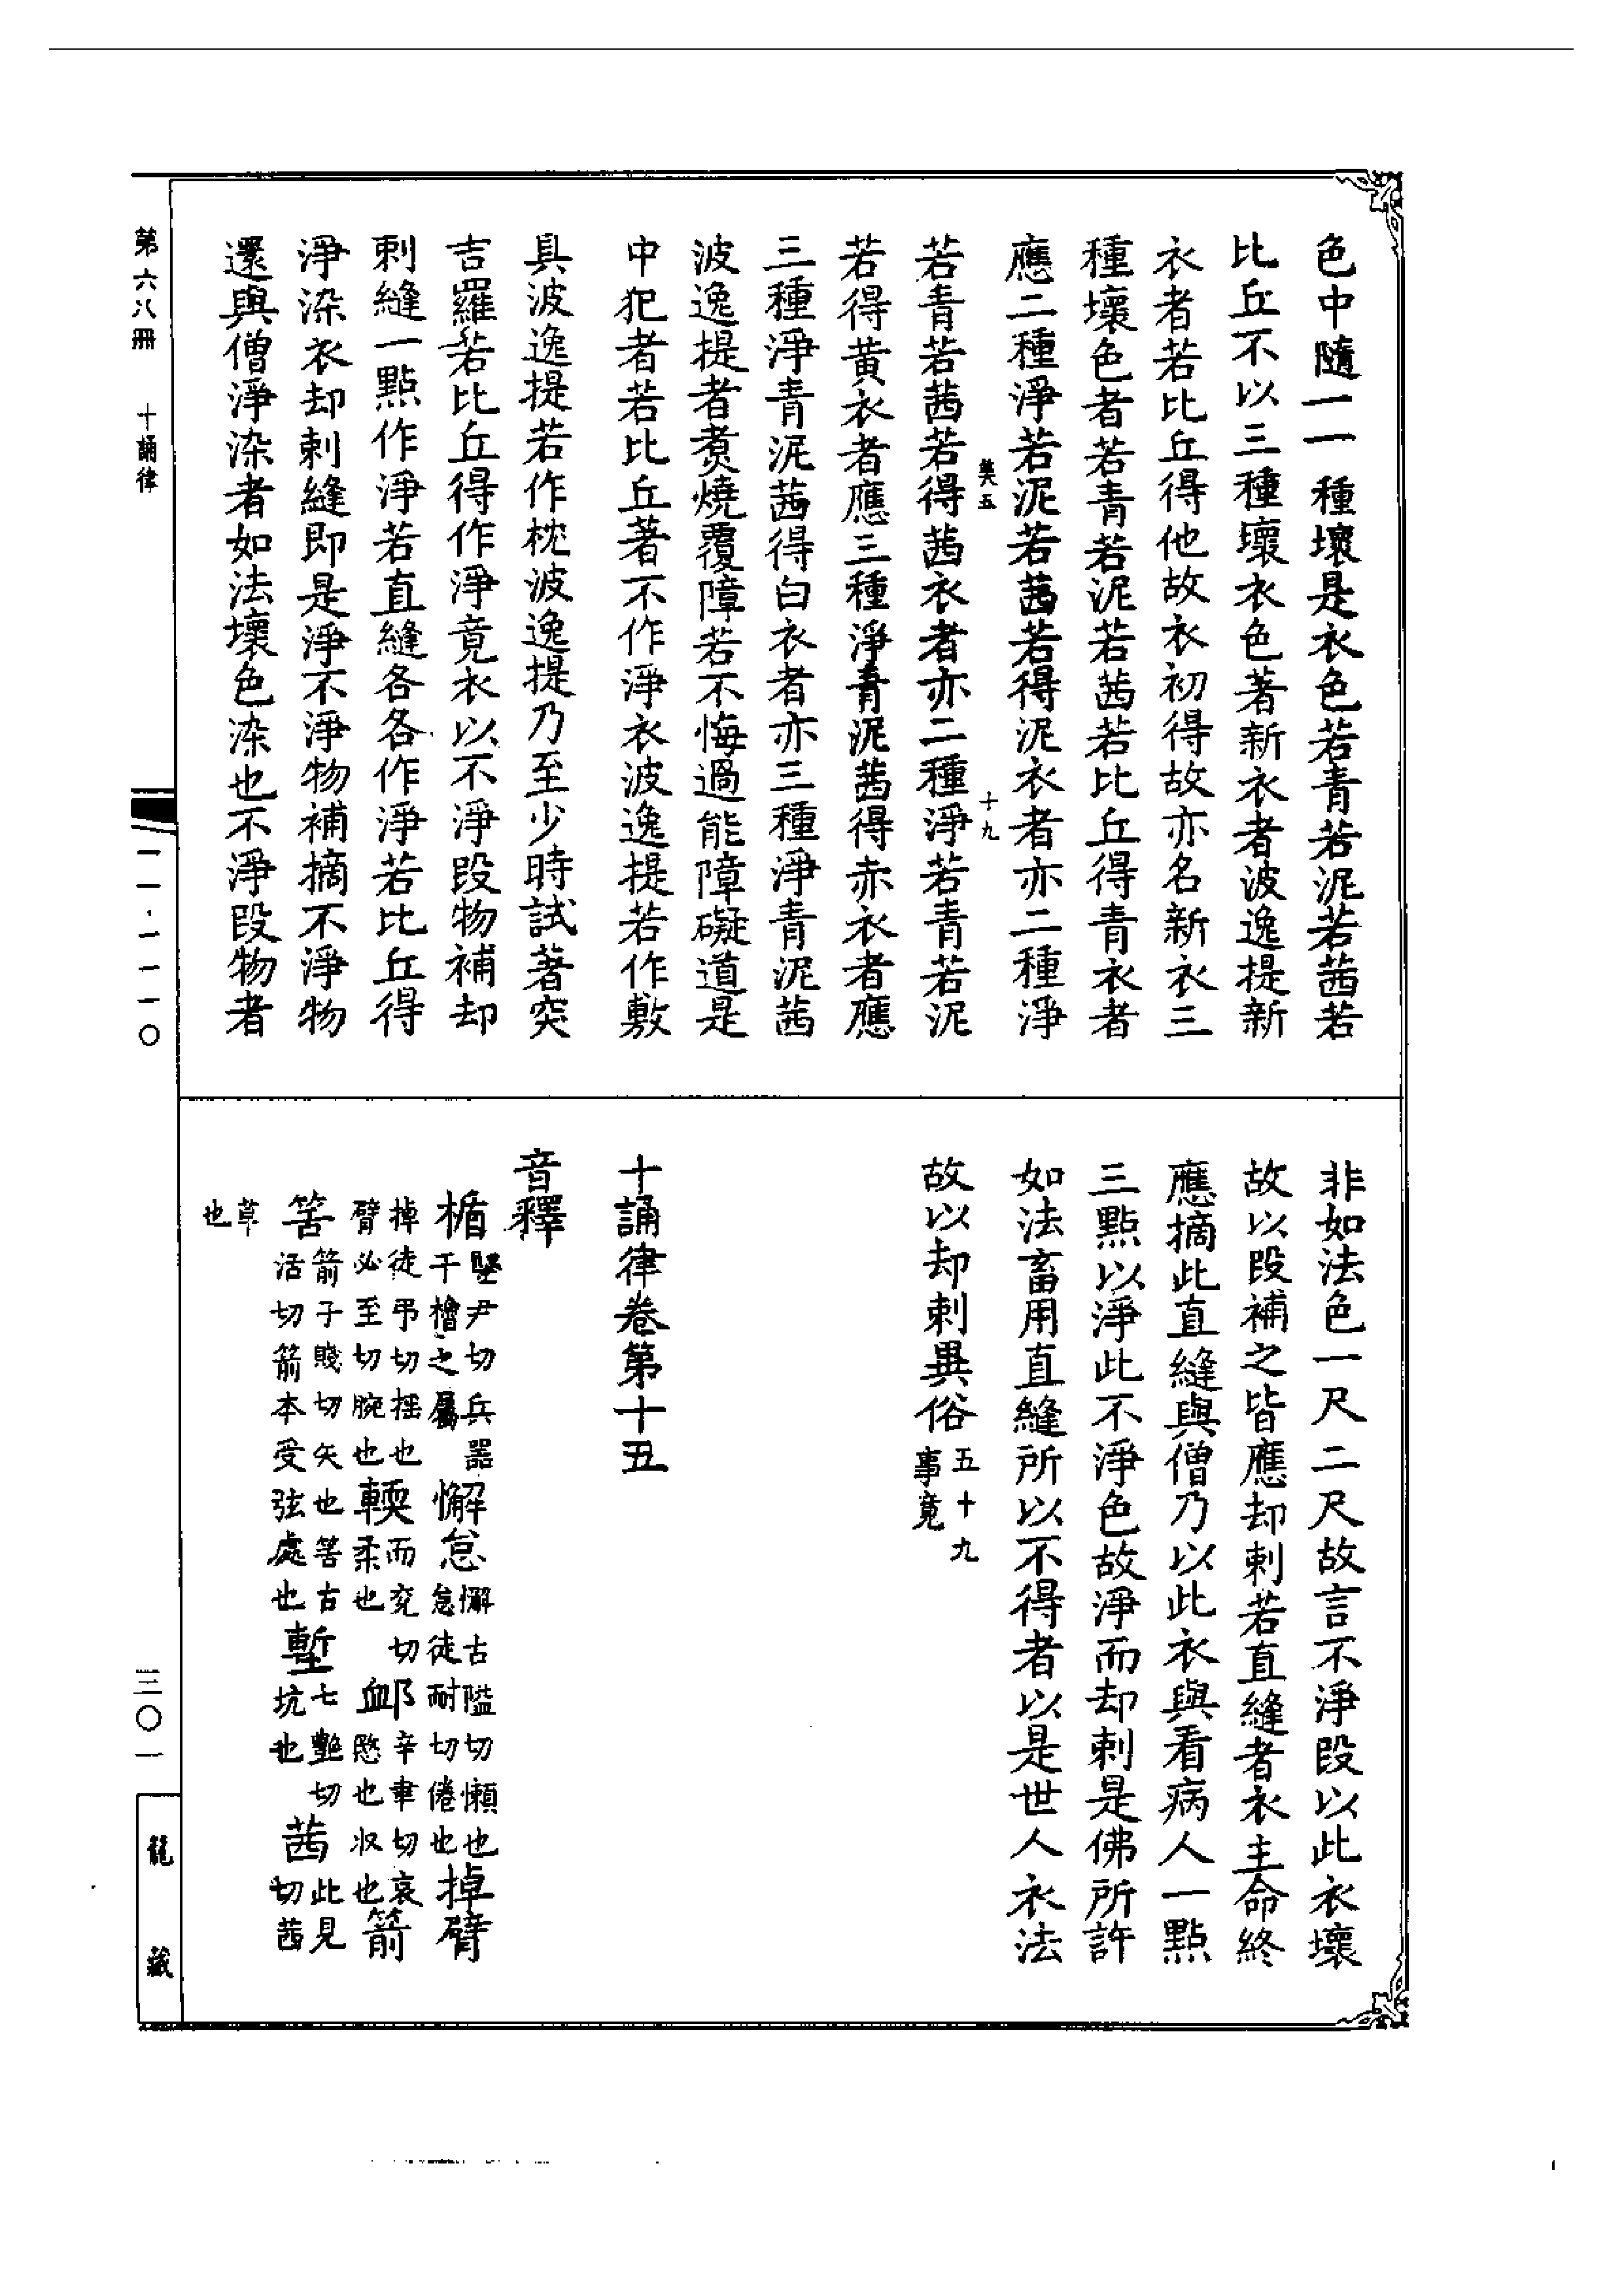 色中隨一一種壞是衣色若青若泥若茜若
比丘不以三種壞衣色著新衣者波逸提新
衣者若比丘得他故衣初得故亦名新衣三
種壞色者若青若泥若茜若比丘得青衣者
應二種淨若泥若茜若得泥衣者亦二種淨
羙五 十九
若青若茜若得茜衣者亦二種淨若青若泥
若得黄衣者應三種淨青泥茜得赤衣者應
三種淨青泥茜得白衣者亦三種淨青泥茜
波逸提者煑燒覆障若不悔過能障礙道是
中犯者若比丘著不作淨衣波逸提若作敷
具波逸提若作枕波逸提乃至少時試著突
吉羅若比丘得作淨竟衣以不淨段物補却
刺縫一點作淨若直縫各各作淨若比丘得
淨染衣却刺縫即是淨不淨物補摘不淨物
還與僧淨染者如法壞色染也不淨段物者
非如法色一尺二尺故言不淨段以此衣壞
故以段補之皆應却刺若直縫者衣主命終
應摘此直縫與僧乃以此衣與看病人一點
三點以淨此不淨色故淨而却刺是佛所許
如法畜用直縫所以不得者以是世人衣法
故以却刺異俗
五十九
事竟
十誦律卷第十五
音釋
楯
豎尹切兵器
干櫓之屬
懈怠
懈古隘切懶也
怠徒耐切倦也
掉臂
掉徒弔切揺也
臂必至切腕也
輭
而兖切
柔也
卹
辛聿切哀
愍也收也
箭筈
箭子賤切矢也筈古
活切箭本受弦處也
塹
七艷切
坑也
茜
此見
切茜
草
也
第六八冊 十誦律
一一·一一一〇
三〇一
龍藏